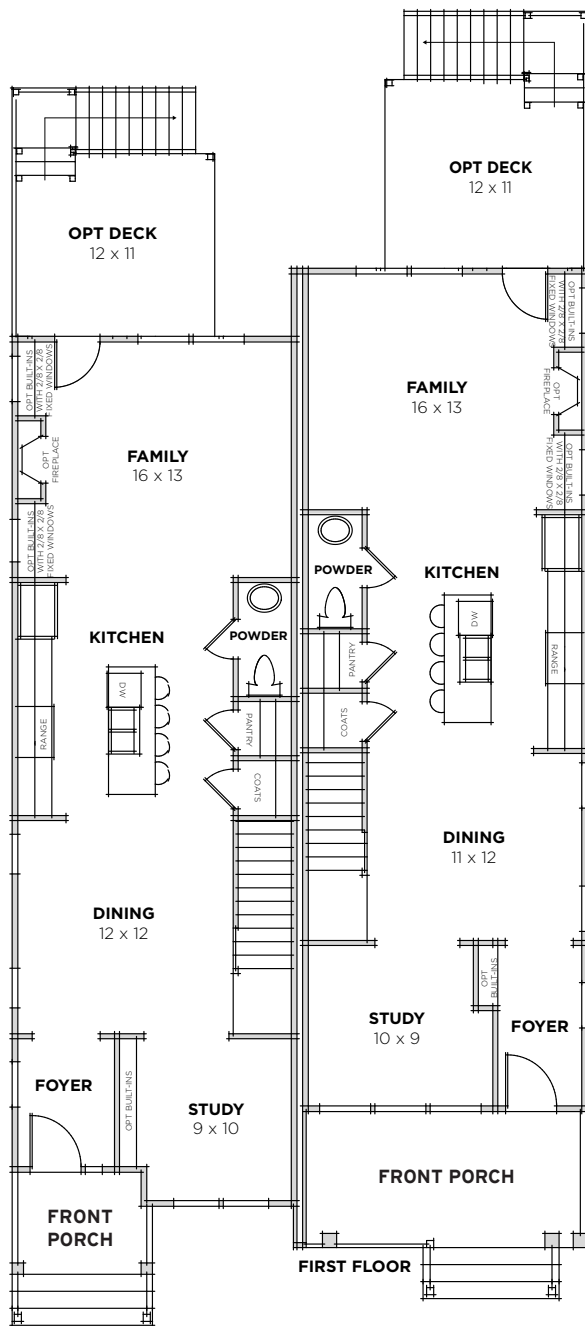 OPT DECK
12 x 11
OPT BUILT-INS
WITH 2/8 X 2/8
FIXED WINDOWS
OPT
FIREPLACE
OPT BUILT-INS
WITH 2/8 X 2/8
FIXED WINDOWS
FAMILY
16 x 13
KITCHEN
POWDER
DW
RANGE
PANTRY
COATS
DINING
12 x 12
FOYER
OPT BUILT-INS
STUDY
9 x 10
FRONT
PORCH
OPT DECK
12 x 11
OPT BUILT-INS
WITH 2/8 X 2/8
FIXED WINDOWS
FAMILY
16 x 13
OPT
FIREPLACE
OPT BUILT-INS
WITH 2/8 X 2/8
FIXED WINDOWS
POWDER
KITCHEN
DW
PANTRY
RANGE
COATS
DINING
11 x 12
OPT
BUILT-INS
STUDY
10 x 9
FOYER
FRONT PORCH
FIRST FLOOR